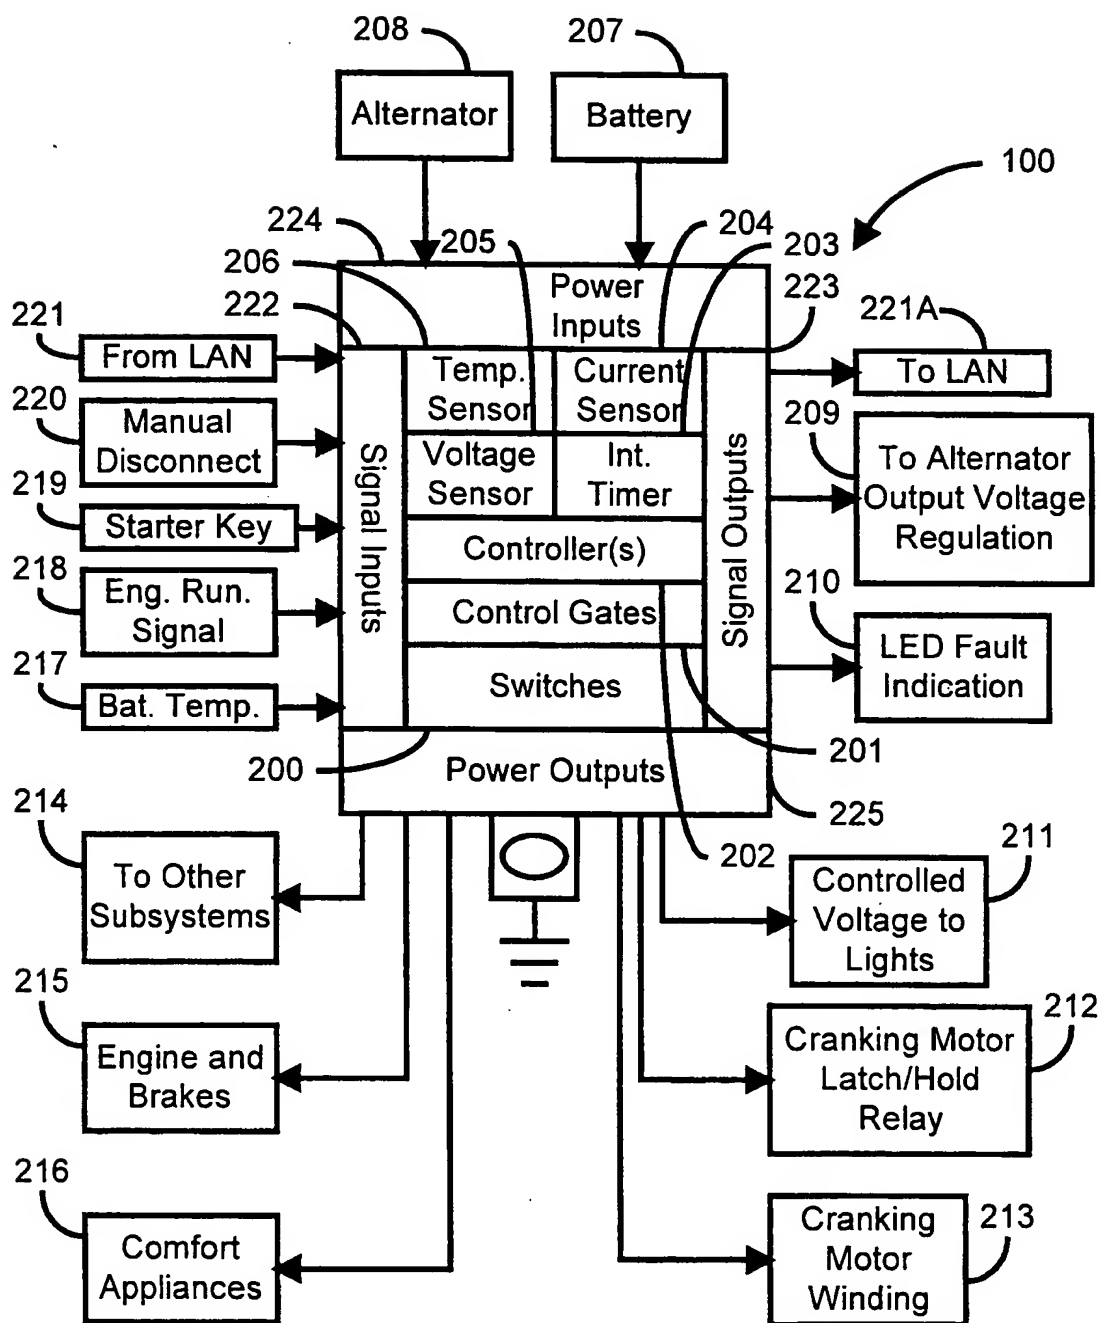 208
207
Alternator
Battery
100
224
204
205
203
206
223
222
Power
Inputs
221
221A
From LAN
Temp.
Sensor
Current
Sensor
To LAN
220
209
Manual
Disconnect
Voltage
Sensor
Int.
Timer
To Alternator
Output Voltage
Regulation
Signal Inputs
Signal Outputs
219
Starter Key
Controller(s)
218
210
Eng. Run.
Signal
Control Gates
LED Fault
Indication
217
Switches
Bat. Temp.
200
201
Power Outputs
214
225
202
211
To Other
Subsystems
Controlled
Voltage to
Lights
215
212
Engine and
Brakes
Cranking Motor
Latch/Hold
Relay
216
213
Comfort
Appliances
Cranking
Motor
Winding